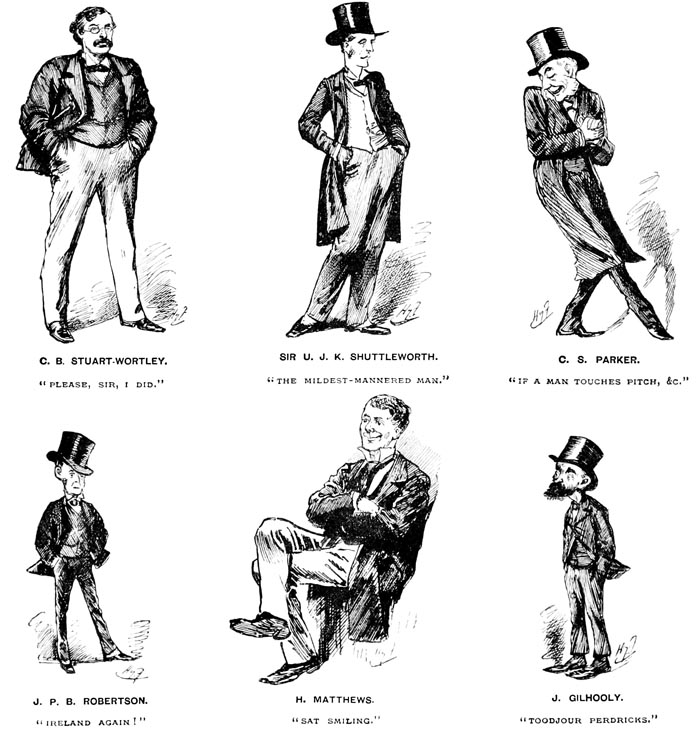 C. B. STUART-WORTLEY.
"PLEASE, SIR, I DID."
SIR U. J. K. SHUTTLEWORTH.
"THE MILDEST-MANNERED MAN."
C. S. PARKER.
"IF A MAN TOUCHES PITCH, &C."
J. P. B. ROBERTSON.
"IRELAND AGAIN!"
H. MATTHEWS.
"SAT SMILING."
J. GILHOOLY.
"TOODJOUR PERDRICKS."